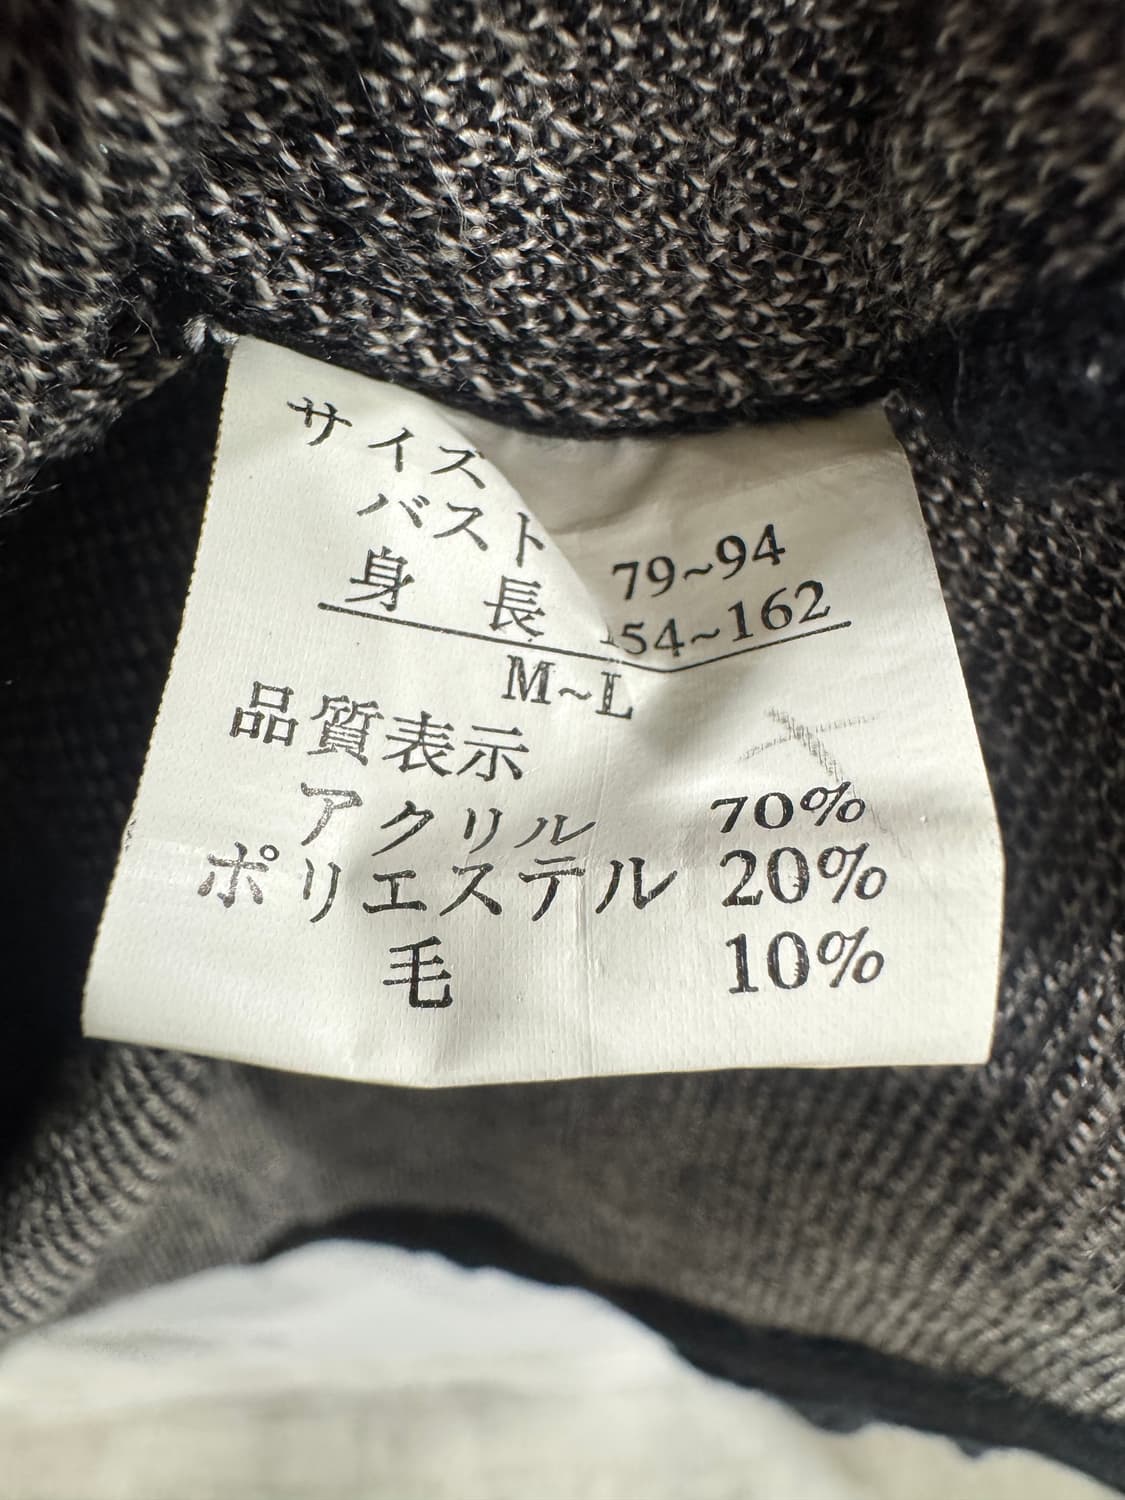 サイズ
バスト 79~94
身長 154~162
M~L
品質表示
アクリル 70%
ポリエステル 20%
毛 10%